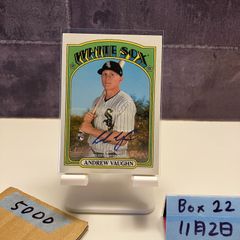 WHITE SOX
ANDREW VAUGHN
5000
Box 22
11月2日